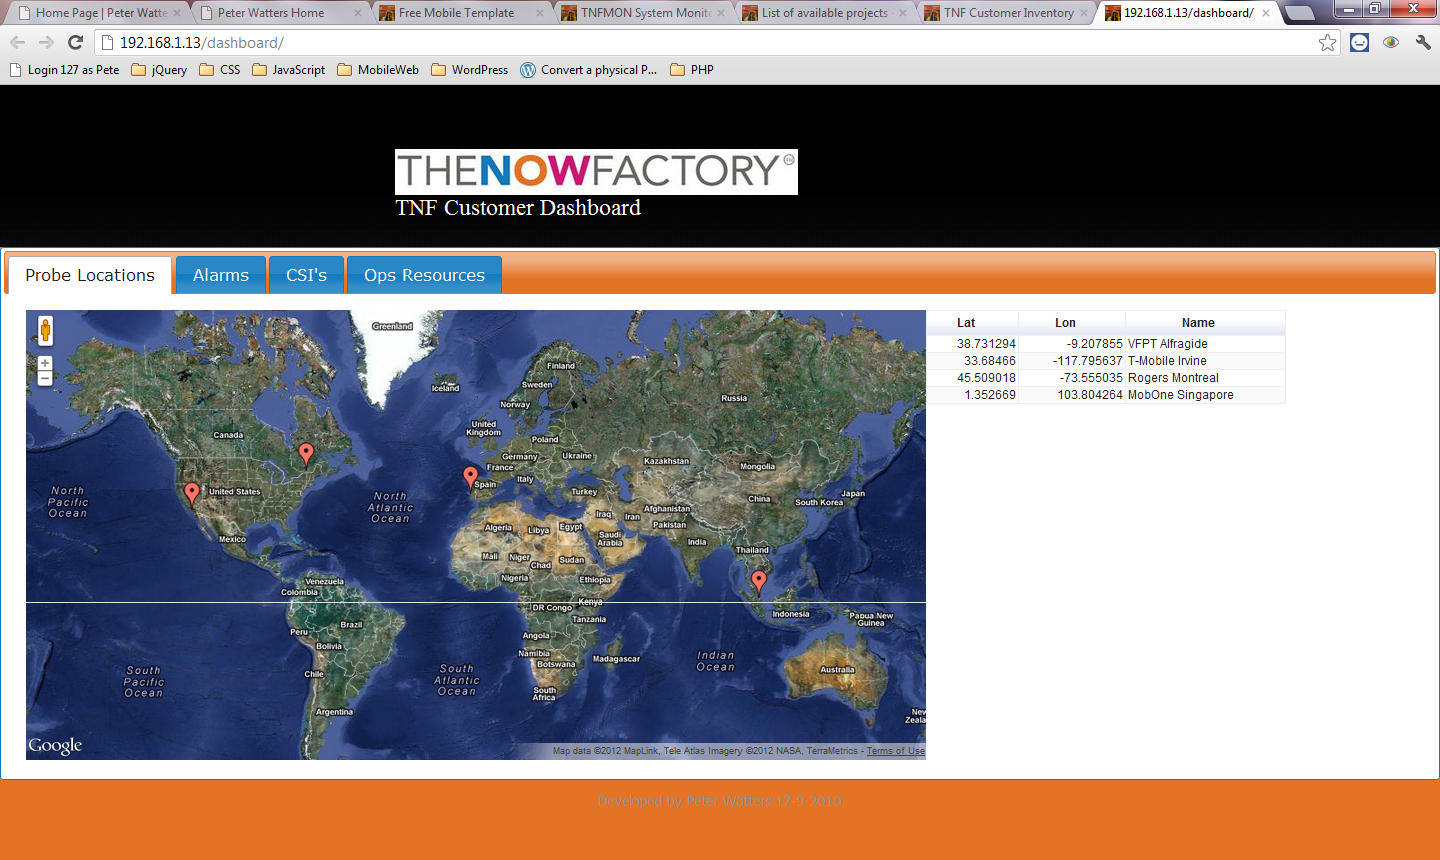 Home Page | Peter Watte
Peter Watters Home
Free Mobile Template
TNFMON System Monito
List of available projects -
TNF Customer Inventory
192.168.1.13/dashboard/
192.168.1.13/dashboard/
Login 127 as Pete
jQuery
CSS
JavaScript
MobileWeb
WordPress
Convert a physical P...
PHP
THENOWFACTORY
TNF Customer Dashboard
Probe Locations
Alarms
CSI's
Ops Resources
Lat Lon Name
38.731294 -9.207855 VFPT Alfragide
33.68466 -117.795637 T-Mobile Irvine
45.509018 -73.555035 Rogers Montreal
1.352669 103.804264 MobOne Singapore
Greenland
Iceland
Finland
Sweden
Norway
Russia
United
Kingdom
Canada
Poland
Germany
Ukraine
France
Kazakhstan
Mongolia
Italy
Spain
United States
North
Pacific
Ocean
North
Atlantic
Ocean
Turkey
China
Japan
South Korea
Iraq
Iran
Afghanistan
Pakistan
Algeria
Libya
Egypt
Saudi
Arabia
Mexico
India
Mali
Niger
Chad
Sudan
Thailand
Nigeria
Ethiopia
Venezuela
Colombia
DR Congo
Kenya
Tanzania
Indonesia
Papua New
Guinea
Peru
Brazil
Bolivia
Angola
Namibia
Botswana
Madagascar
Indian
Ocean
South
Pacific
Ocean
South
Atlantic
Ocean
Chile
South
Africa
Australia
Argentina
New
Zeala
Google
Map data ©2012 MapLink, Tele Atlas Imagery ©2012 NASA, TerraMetrics - Terms of Use
Developed by Peter Watters 17-9-2010